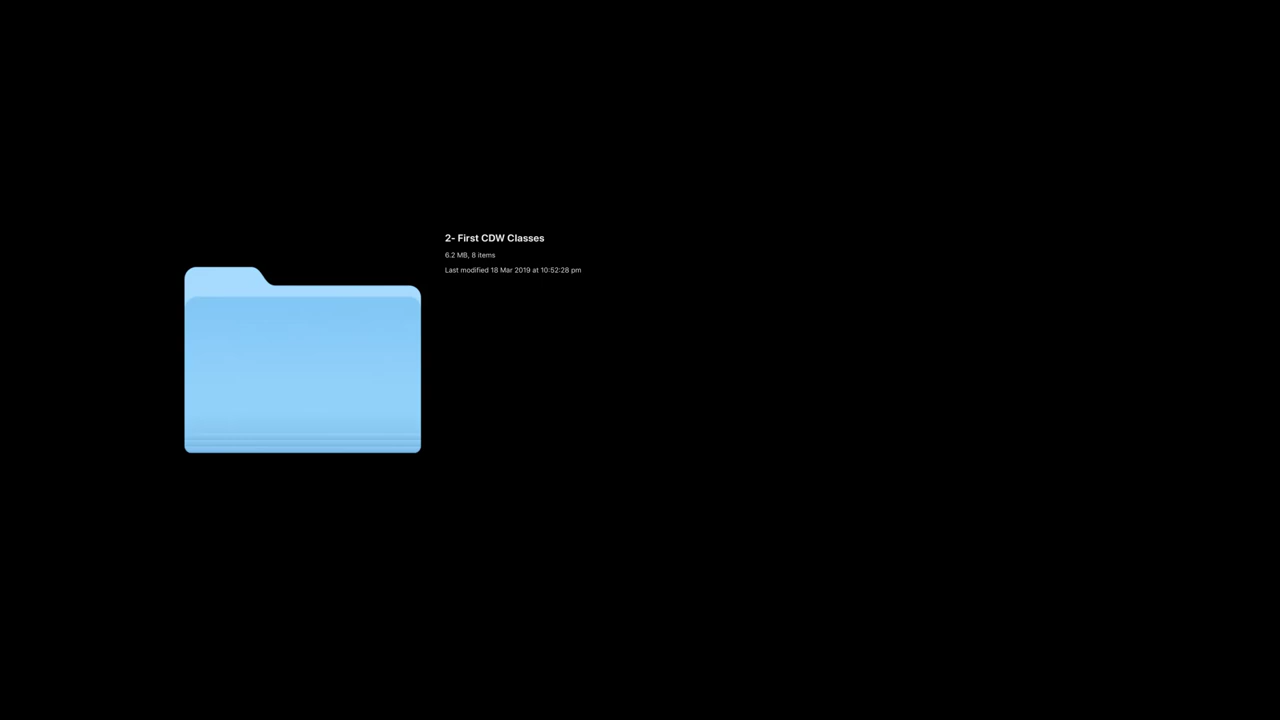 2- First CDW Classes
6.2 MB, 8 items
Last modified 18 Mar 2019 at 10:52:28 pm